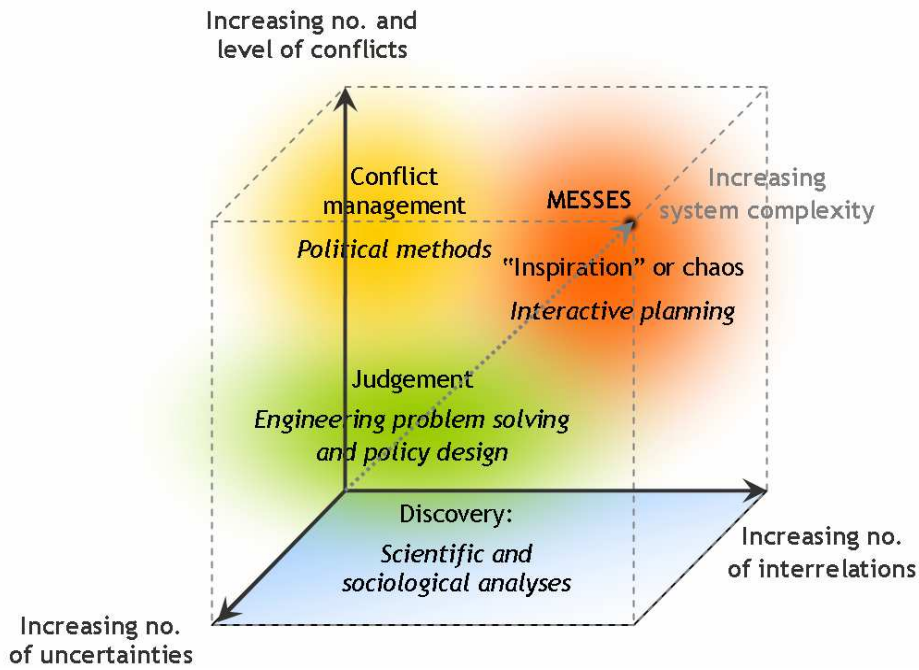 Increasing no. and
level of conflicts
Conflict
management
Political methods
MESSES
Increasing
system complexity
“Inspiration” or chaos
Interactive planning
Judgement
Engineering problem solving
and policy design
Discovery:
Scientific and
sociological analyses
Increasing no.
of interrelations
Increasing no.
of uncertainties